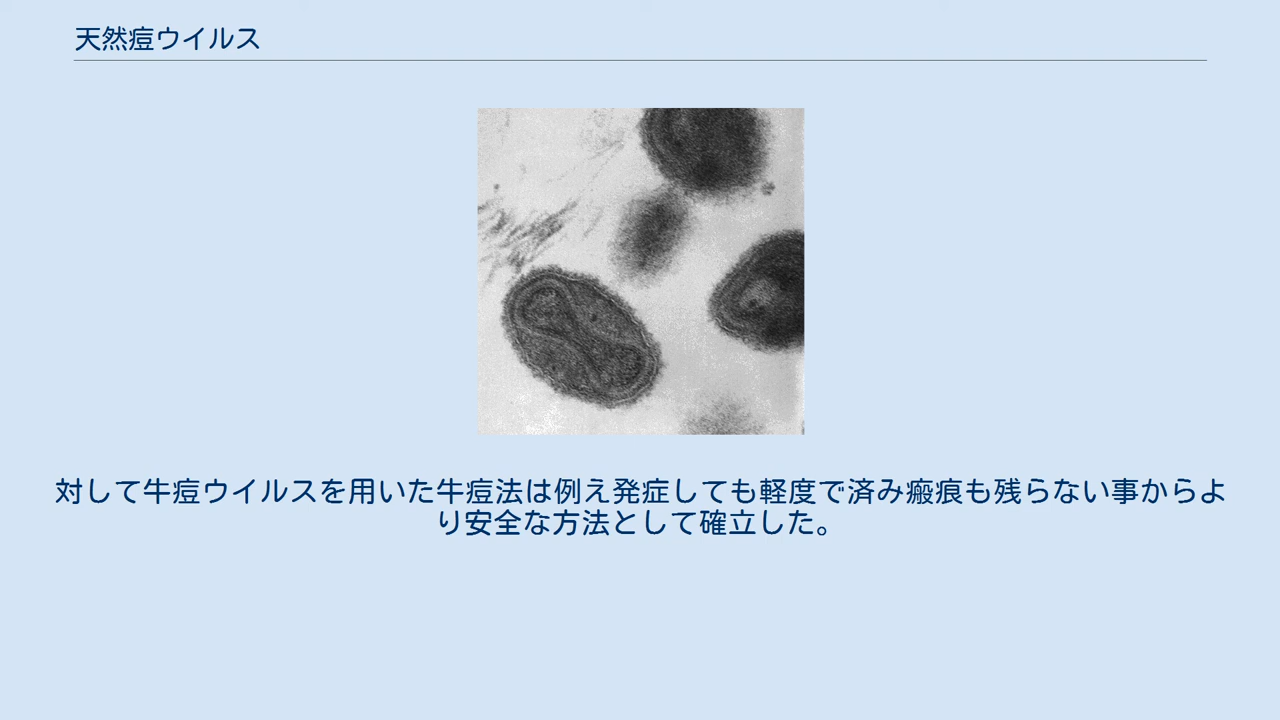 天然痘ウイルス
対して牛痘ウイルスを用いた牛痘法は例え発症しても軽度で済み瘢痕も残らない事からよ
り安全な方法として確立した。